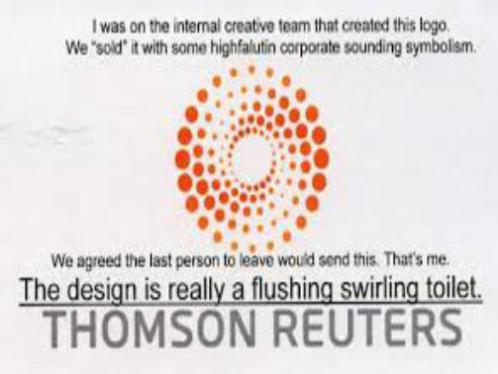 I was on the internal creative team that created this logo.
We "sold" it with some highfalutin corporate sounding symbolism.
We agreed the last person to leave would send this. That's me.
The design is really a flushing swirling toilet.
THOMSON REUTERS